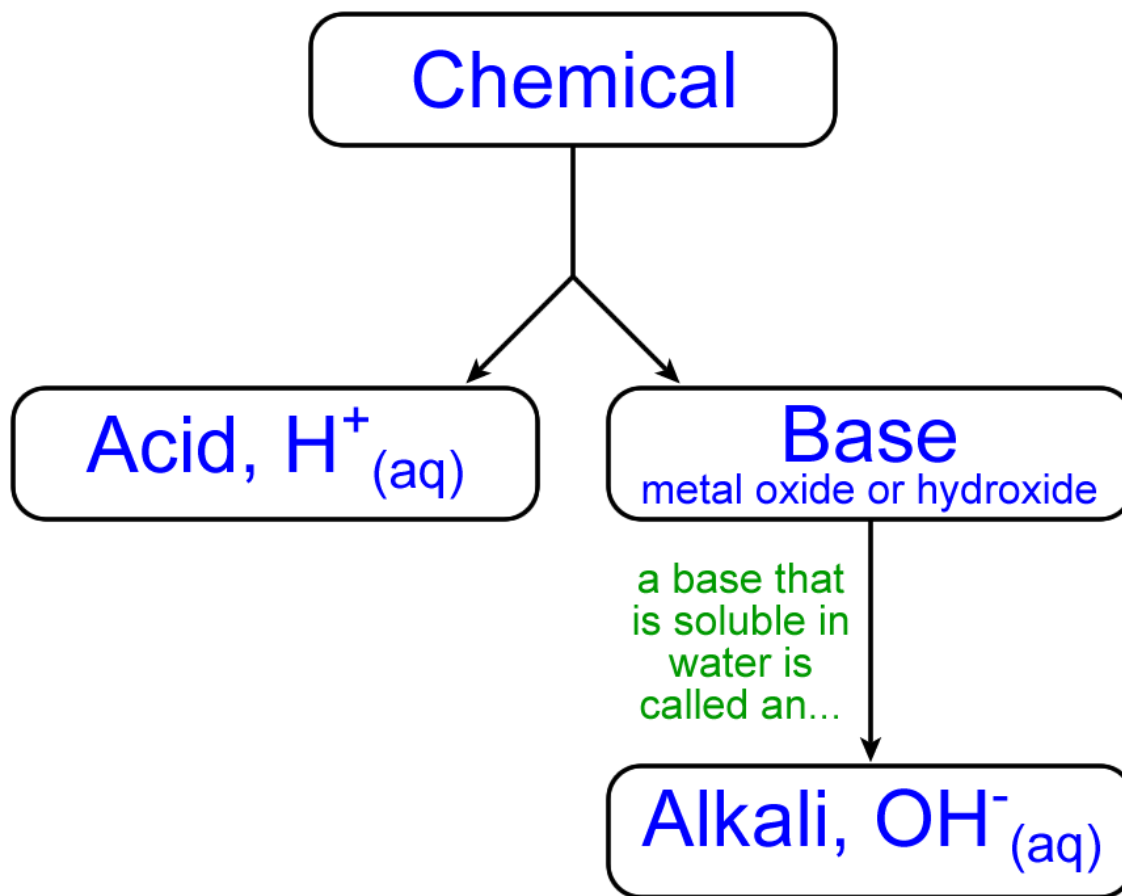 Chemical
Acid, H⁺(aq)
Base
metal oxide or hydroxide
a base that
is soluble in
water is
called an...
Alkali, OH⁻(aq)